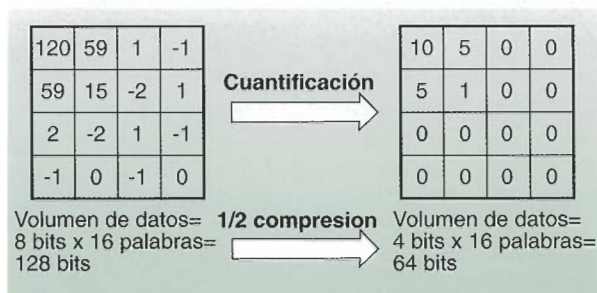 120 59 1 -1
59 15 -2 1
2 -2 1 -1
-1 0 -1 0
Cuantificación
10 5 0 0
5 1 0 0
0 0 0 0
0 0 0 0
Volumen de datos=
8 bits x 16 palabras=
128 bits
1/2 compresion
Volumen de datos=
4 bits x 16 palabras=
64 bits